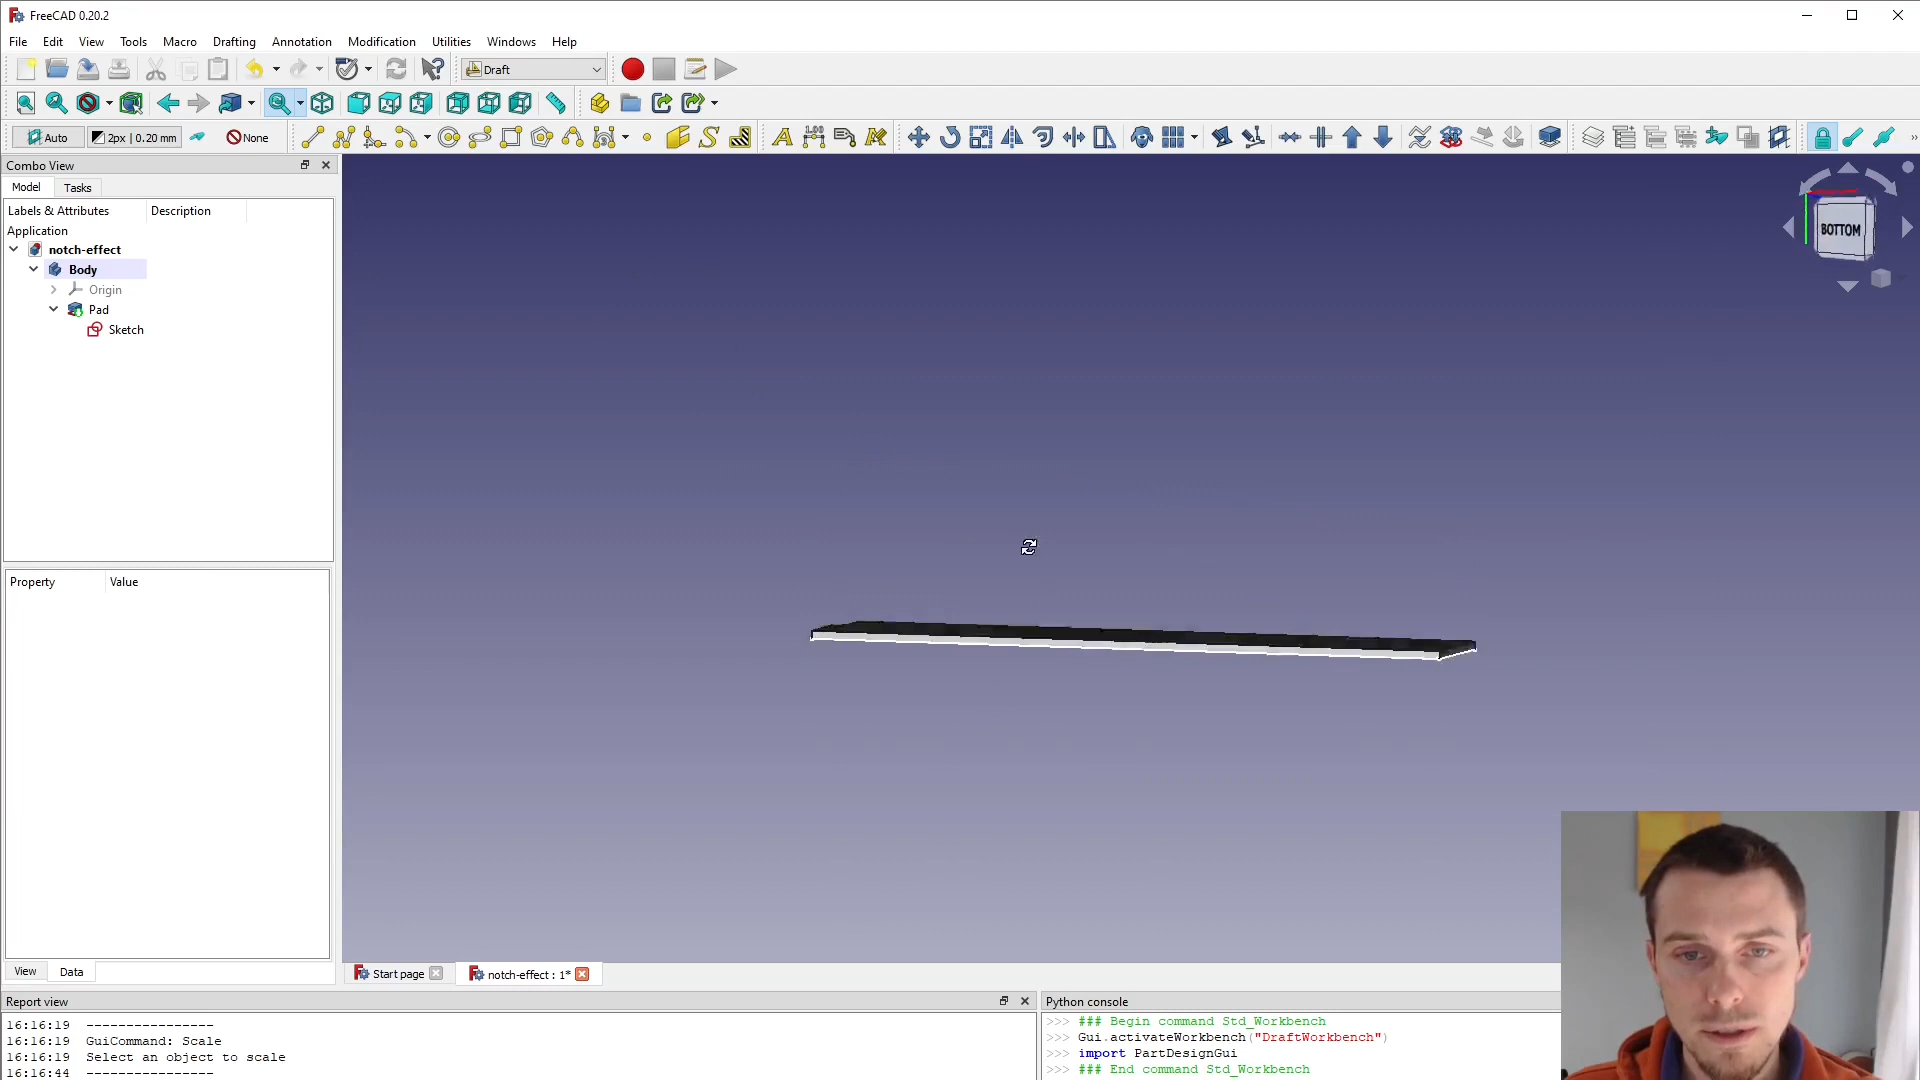 FreeCAD 0.20.2
File Edit View Tools Macro Drafting Annotation Modification Utilities Windows Help
Draft
Auto 2px | 0.20 mm None
Combo View
Model Tasks
Labels & Attributes Description
Application
notch-effect
Body
Origin
Pad
Sketch
BOTTOM
Property Value
View Data
Start page notch-effect : 1*
Report view
16:16:19 ----------------
16:16:19 GuiCommand: Scale
16:16:19 Select an object to scale
16:16:44 ----------------
Python console
>>> ### Begin command Std_Workbench
>>> Gui.activateWorkbench("DraftWorkbench")
>>> import PartDesignGui
>>> ### End command Std_Workbench